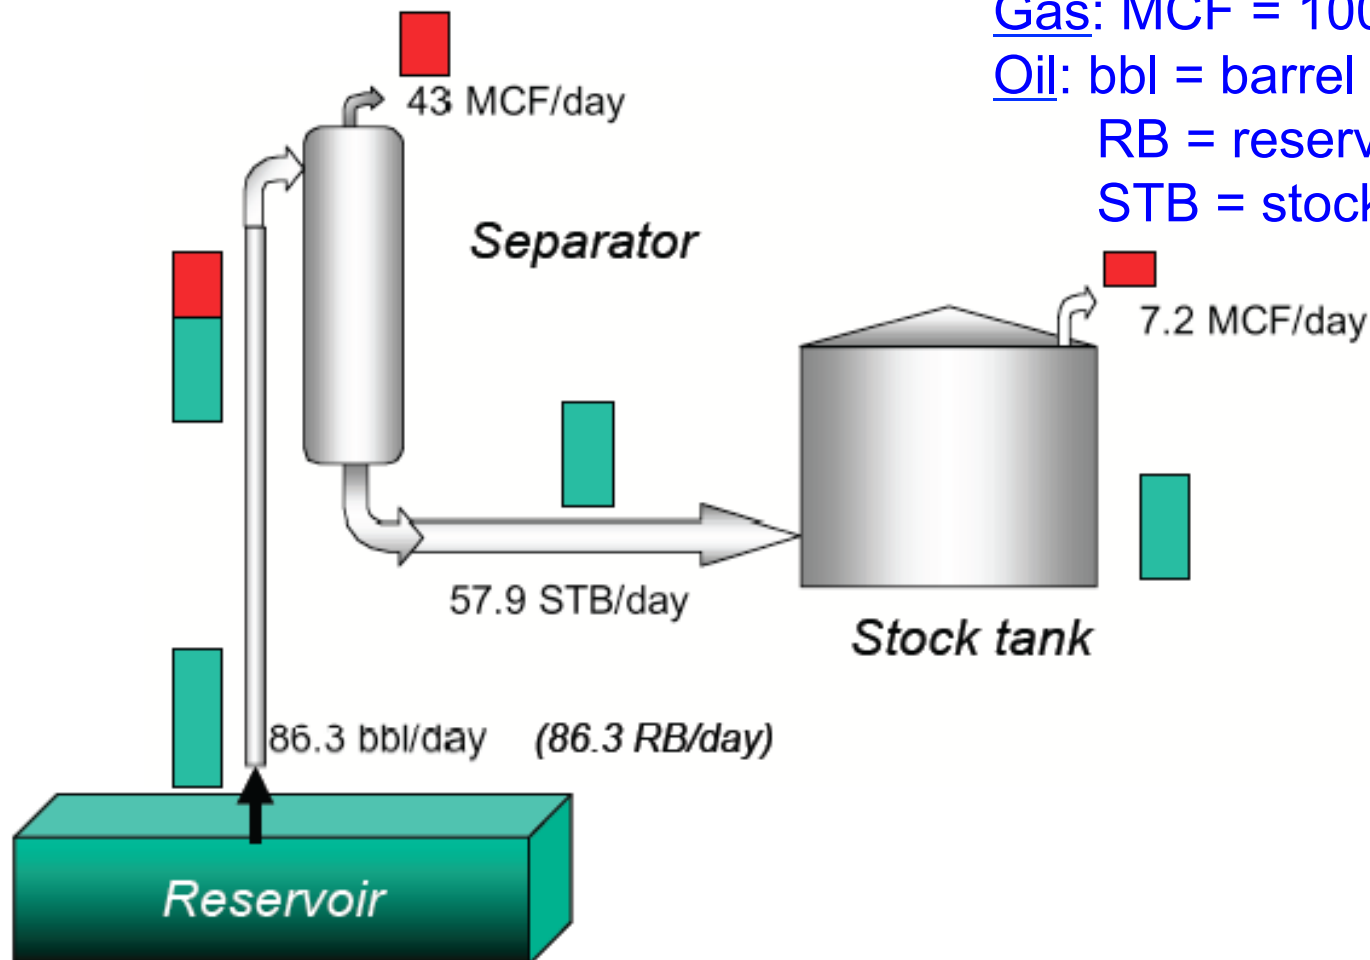 Gas: MCF = 100
Oil: bbl = barrel
RB = reserv
STB = stock
43 MCF/day
Separator
7.2 MCF/day
57.9 STB/day
Stock tank
86.3 bbl/day (86.3 RB/day)
Reservoir